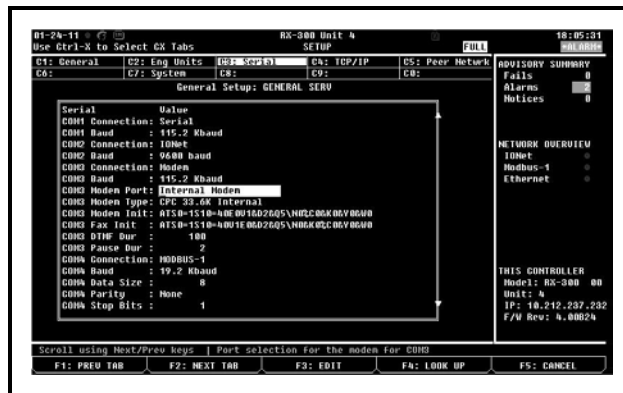 01-24-11 RX-300 Unit 4 18:05:31
Use Ctrl-X to Select CX Tabs SETUP FULL *ALARM*
C1: General C2: Eng Units C3: Serial C4: TCP/IP C5: Peer Netwrk
C6: C7: System C8: C9: C0:
General Setup: GENERAL SERV
Serial Value
COM1 Connection: Serial
COM1 Baud : 115.2 Kbaud
COM2 Connection: IONet
COM2 Baud : 9600 baud
COM3 Connection: Modem
COM3 Baud : 115.2 Kbaud
COM3 Modem Port: Internal Modem
COM3 Modem Type: CPC 33.6K Internal
COM3 Modem Init:
COM3 Fax Init :
COM3 DTMF Dur : 100
COM3 Pause Dur : 2
COM4 Connection: MODBUS-1
COM4 Baud : 19.2 Kbaud
COM4 Data Size : 8
COM4 Parity : None
COM4 Stop Bits : 1
ADVISORY SUMMARY
Fails 0
Alarms 2
Notices 0
NETWORK OVERVIEW
IONet
Modbus-1
Ethernet
THIS CONTROLLER
Model: RX-300 00
Unit: 4
IP: 10.212.237.232
F/W Rev: 4.00B24
Scroll using Next/Prev keys | Port selection for the modem for COM3
F1: PREV TAB F2: NEXT TAB F3: EDIT F4: LOOK UP F5: CANCEL